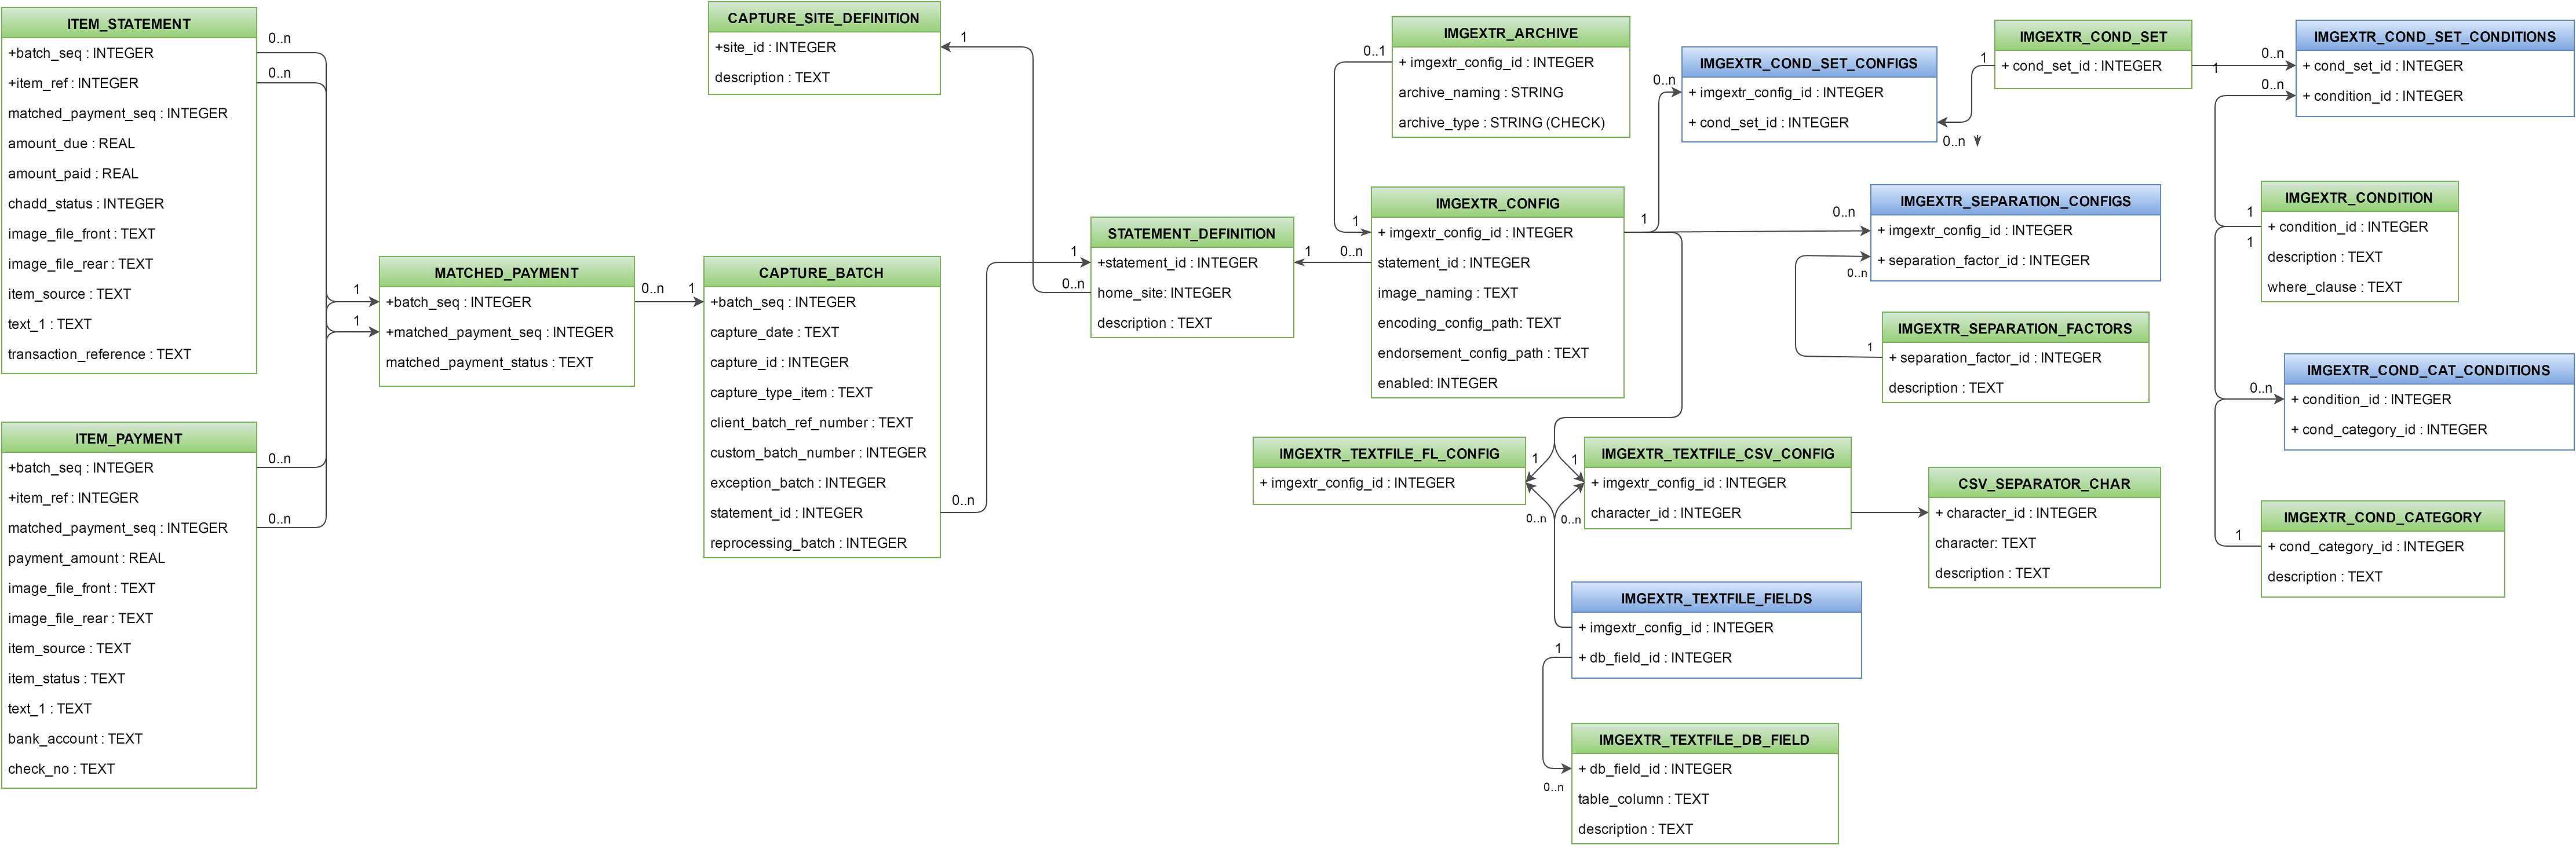 ITEM_STATEMENT
+batch_seq : INTEGER
+item_ref : INTEGER
matched_payment_seq : INTEGER
amount_due : REAL
amount_paid : REAL
chadd_status : INTEGER
image_file_front : TEXT
image_file_rear : TEXT
item_source : TEXT
text_1 : TEXT
transaction_reference : TEXT
0..n
0..n
ITEM_PAYMENT
+batch_seq : INTEGER
+item_ref : INTEGER
matched_payment_seq : INTEGER
payment_amount : REAL
image_file_front : TEXT
image_file_rear : TEXT
item_source : TEXT
item_status : TEXT
text_1 : TEXT
bank_account : TEXT
check_no : TEXT
0..n
0..n
1
1
MATCHED_PAYMENT
+batch_seq : INTEGER
+matched_payment_seq : INTEGER
matched_payment_status : TEXT
0..n
1
CAPTURE_SITE_DEFINITION
+site_id : INTEGER
description : TEXT
1
CAPTURE_BATCH
+batch_seq : INTEGER
capture_date : TEXT
capture_id : INTEGER
capture_type_item : TEXT
client_batch_ref_number : TEXT
custom_batch_number : INTEGER
exception_batch : INTEGER
statement_id : INTEGER
reprocessing_batch : INTEGER
0..n
1
0..n
STATEMENT_DEFINITION
+statement_id : INTEGER
home_site: INTEGER
description : TEXT
1
0..n
IMGEXTR_ARCHIVE
+ imgextr_config_id : INTEGER
archive_naming : STRING
archive_type : STRING (CHECK)
0..1
1
IMGEXTR_CONFIG
+ imgextr_config_id : INTEGER
statement_id : INTEGER
image_naming : TEXT
encoding_config_path: TEXT
endorsement_config_path : TEXT
enabled: INTEGER
1
0..n
IMGEXTR_COND_SET_CONFIGS
+ imgextr_config_id : INTEGER
+ cond_set_id : INTEGER
0..n
1
IMGEXTR_COND_SET
+ cond_set_id : INTEGER
1
0..n
0..n
IMGEXTR_COND_SET_CONDITIONS
+ cond_set_id : INTEGER
+ condition_id : INTEGER
0..n
IMGEXTR_SEPARATION_CONFIGS
+ imgextr_config_id : INTEGER
+ separation_factor_id : INTEGER
0..n
1
IMGEXTR_SEPARATION_FACTORS
+ separation_factor_id : INTEGER
description : TEXT
1
1
IMGEXTR_CONDITION
+ condition_id : INTEGER
description : TEXT
where_clause : TEXT
0..n
IMGEXTR_COND_CAT_CONDITIONS
+ condition_id : INTEGER
+ cond_category_id : INTEGER
1
IMGEXTR_COND_CATEGORY
+ cond_category_id : INTEGER
description : TEXT
IMGEXTR_TEXTFILE_FL_CONFIG
+ imgextr_config_id : INTEGER
1
1
0..n
0..n
IMGEXTR_TEXTFILE_CSV_CONFIG
+ imgextr_config_id : INTEGER
character_id : INTEGER
CSV_SEPARATOR_CHAR
+ character_id : INTEGER
character: TEXT
description : TEXT
IMGEXTR_TEXTFILE_FIELDS
+ imgextr_config_id : INTEGER
+ db_field_id : INTEGER
1
0..n
IMGEXTR_TEXTFILE_DB_FIELD
+ db_field_id : INTEGER
table_column : TEXT
description : TEXT